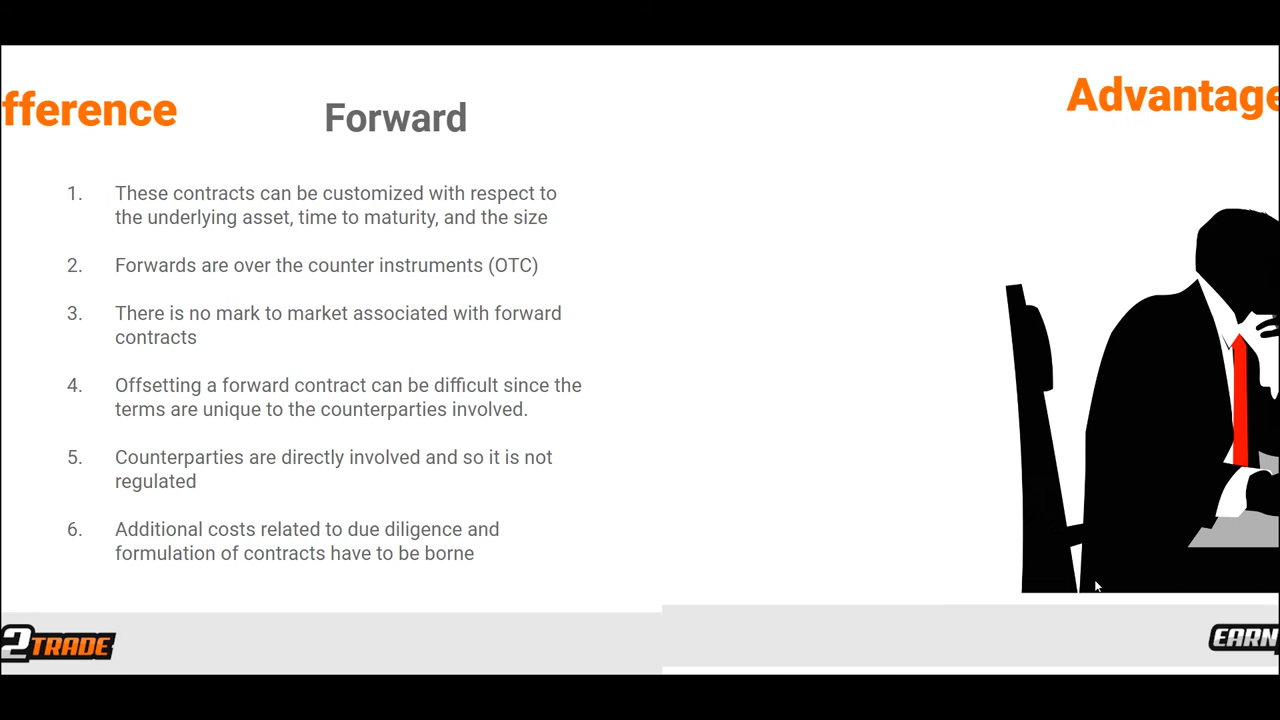 fference
Forward
Advantage
1. These contracts can be customized with respect to
the underlying asset, time to maturity, and the size
2. Forwards are over the counter instruments (OTC)
3. There is no mark to market associated with forward
contracts
4. Offsetting a forward contract can be difficult since the
terms are unique to the counterparties involved.
5. Counterparties are directly involved and so it is not
regulated
6. Additional costs related to due diligence and
formulation of contracts have to be borne
2TRADE
EARN